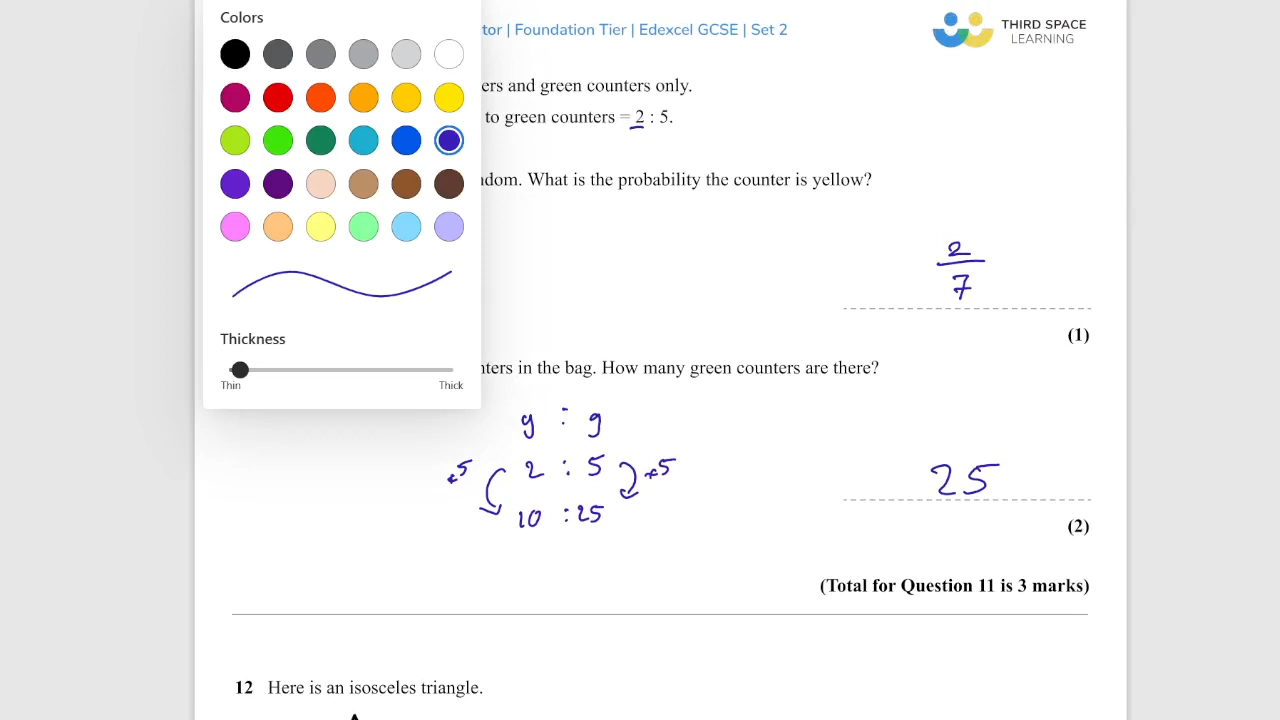 Colors
tor | Foundation Tier | Edexcel GCSE | Set 2
THIRD SPACE
LEARNING
ers and green counters only.
to green counters = 2 : 5.
dom. What is the probability the counter is yellow?
2
7
(1)
Thickness
Thin Thick
nters in the bag. How many green counters are there?
y : g
×5 2 : 5 ×5
10 : 25
25
(2)
(Total for Question 11 is 3 marks)
12 Here is an isosceles triangle.